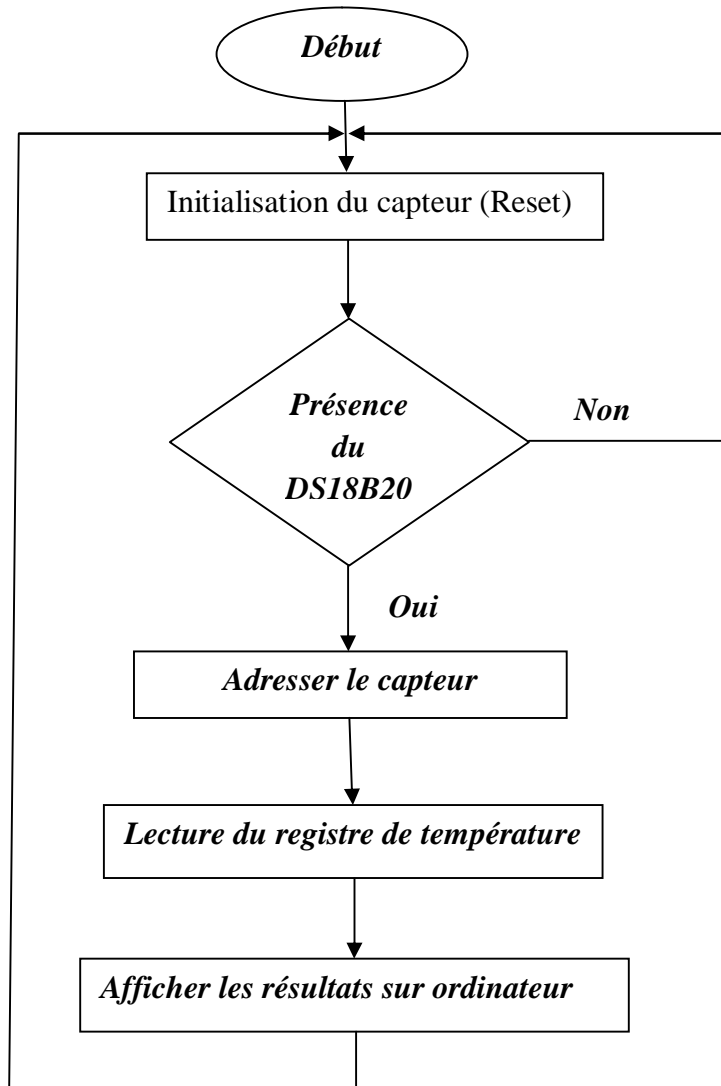 Début
Initialisation du capteur (Reset)
Présence
du
DS18B20
Non
Oui
Adresser le capteur
Lecture du registre de température
Afficher les résultats sur ordinateur